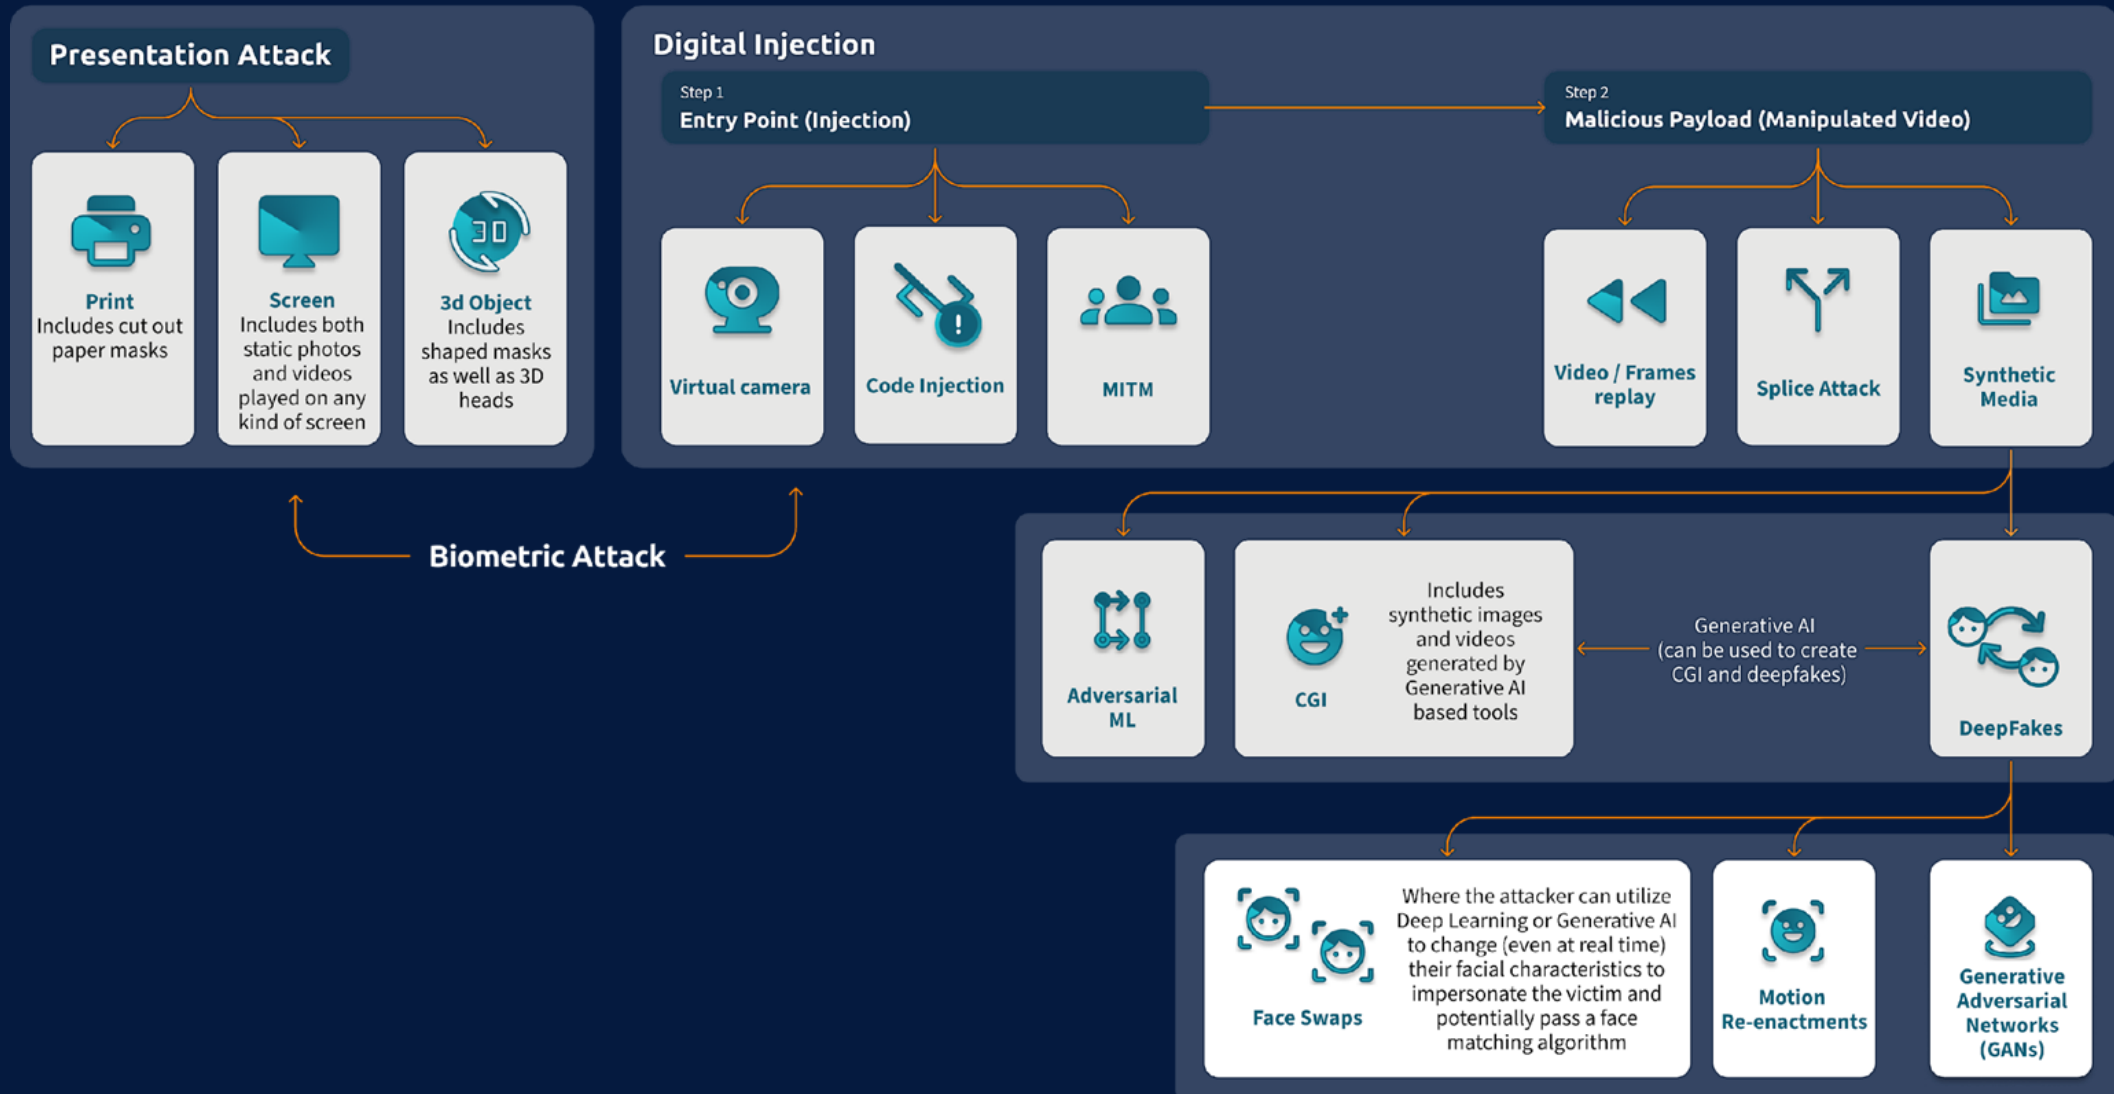 Presentation Attack
Print
Includes cut out
paper masks
Screen
Includes both
static photos
and videos
played on any
kind of screen
3D
3d Object
Includes
shaped masks
as well as 3D
heads
Digital Injection
Step 1
Entry Point (Injection)
Virtual camera
Code Injection
MITM
Step 2
Malicious Payload (Manipulated Video)
Video / Frames
replay
Splice Attack
Synthetic
Media
Biometric Attack
Adversarial
ML
CGI
Includes
synthetic images
and videos
generated by
Generative AI
based tools
Generative AI
(can be used to create
CGI and deepfakes)
DeepFakes
Face Swaps
Where the attacker can utilize
Deep Learning or Generative AI
to change (even at real time)
their facial characteristics to
impersonate the victim and
potentially pass a face
matching algorithm
Motion
Re-enactments
Generative
Adversarial
Networks
(GANs)